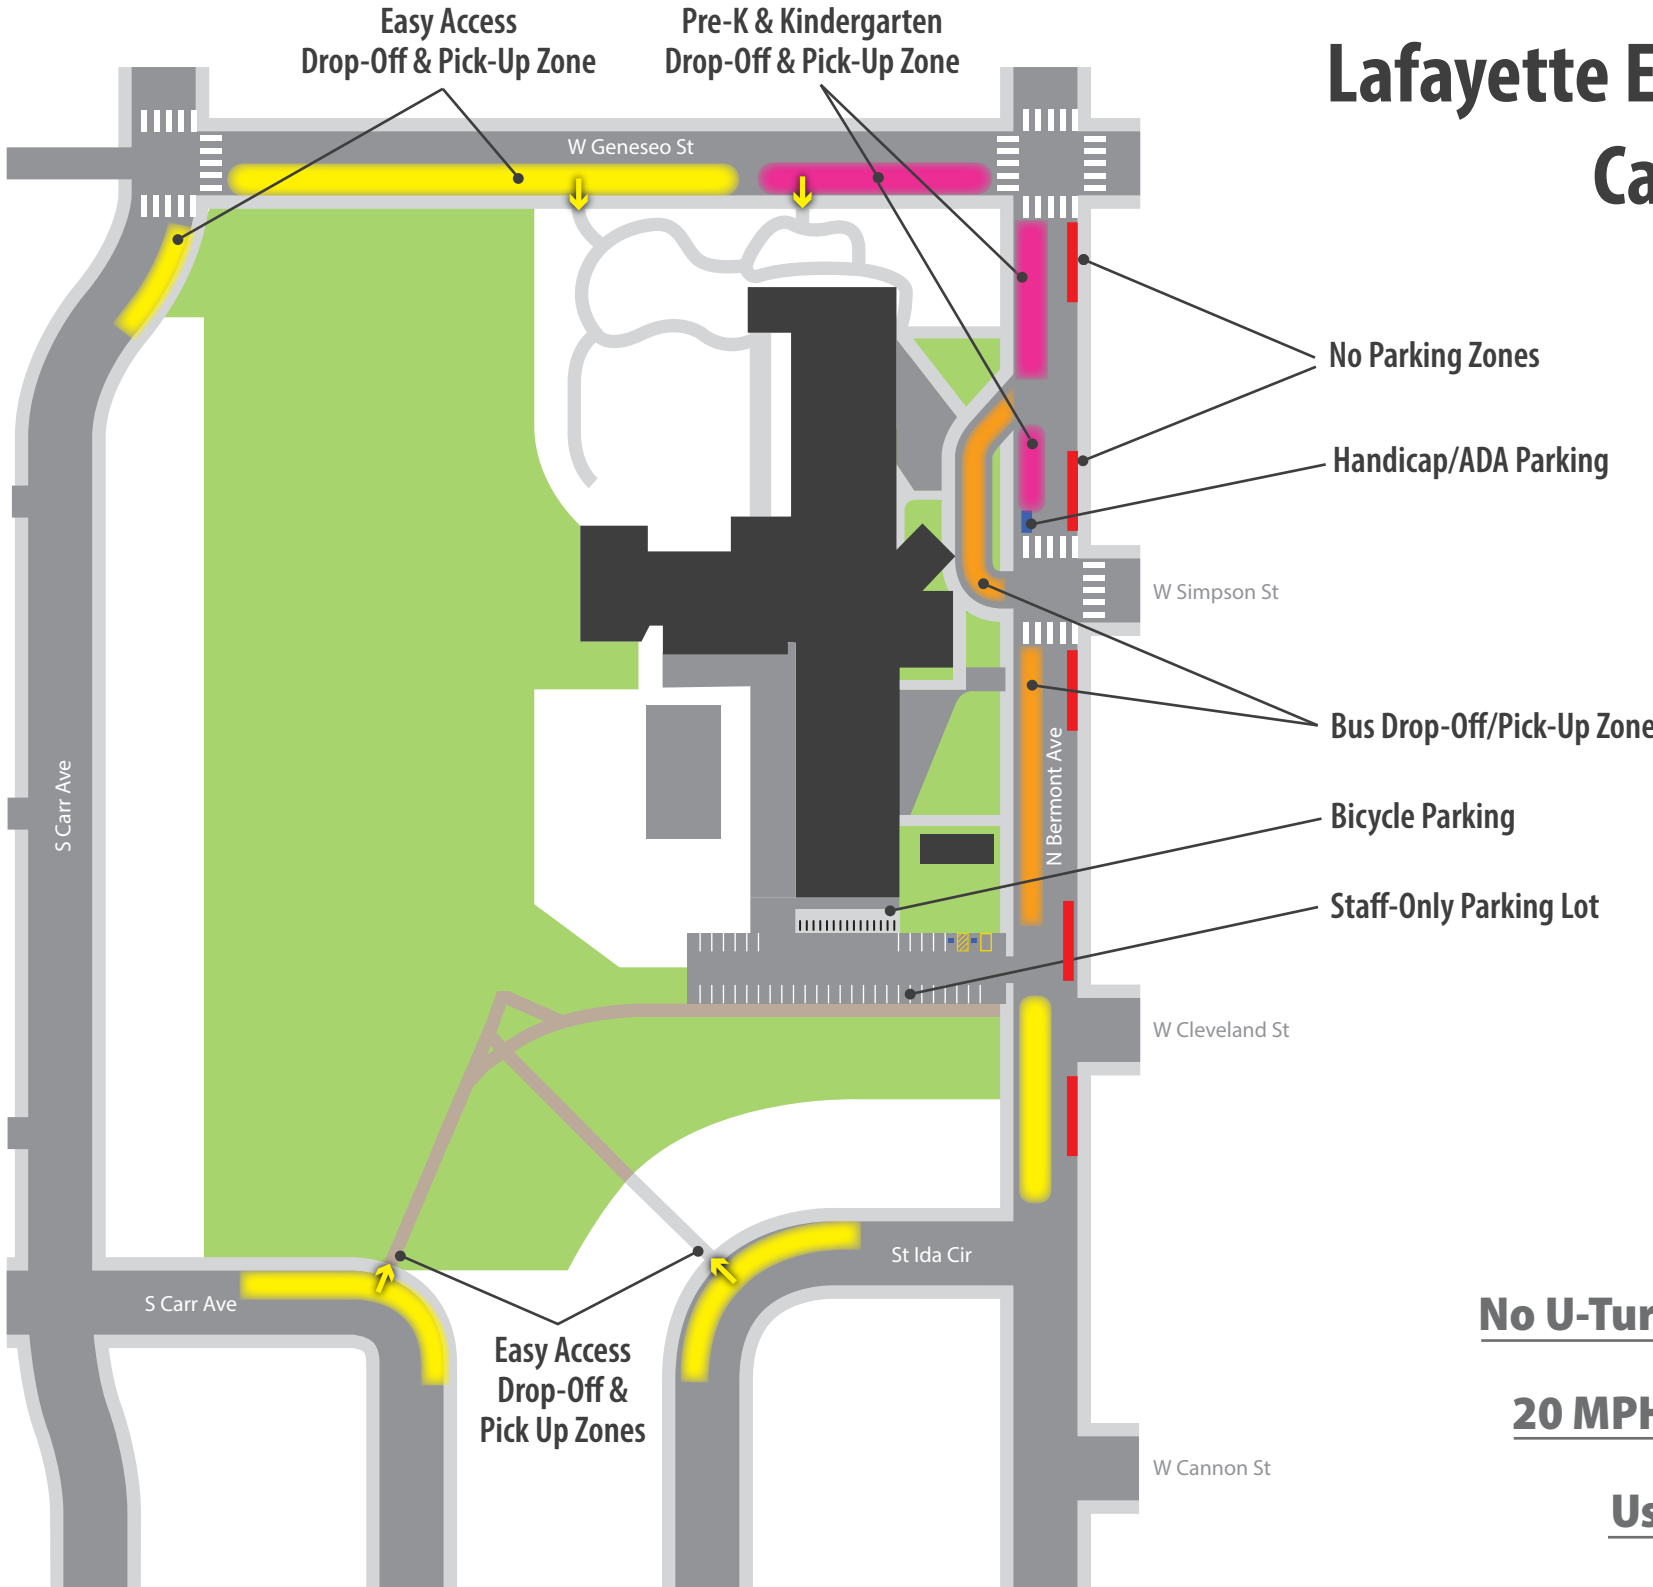 Easy Access
Drop-Off & Pick-Up Zone
Pre-K & Kindergarten
Drop-Off & Pick-Up Zone
Lafayette E
Ca
W Geneseo St
No Parking Zones
Handicap/ADA Parking
W Simpson St
Bus Drop-Off/Pick-Up Zone
S Carr Ave
N Bermont Ave
Bicycle Parking
Staff-Only Parking Lot
W Cleveland St
St Ida Cir
S Carr Ave
Easy Access
Drop-Off &
Pick Up Zones
No U-Tur
20 MPH
W Cannon St
Us